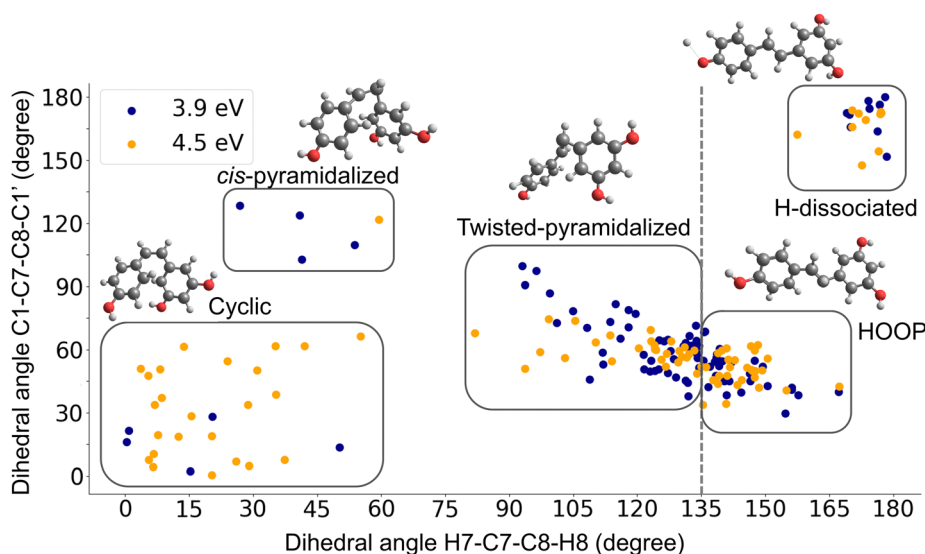 180
150
120
90
60
30
0
Dihedral angle C1-C7-C8-C1' (degree)
3.9 eV
4.5 eV
cis-pyramidalized
Cyclic
Twisted-pyramidalized
H-dissociated
HOOP
0 15 30 45 60 75 90 105 120 135 150 165 180
Dihedral angle H7-C7-C8-H8 (degree)